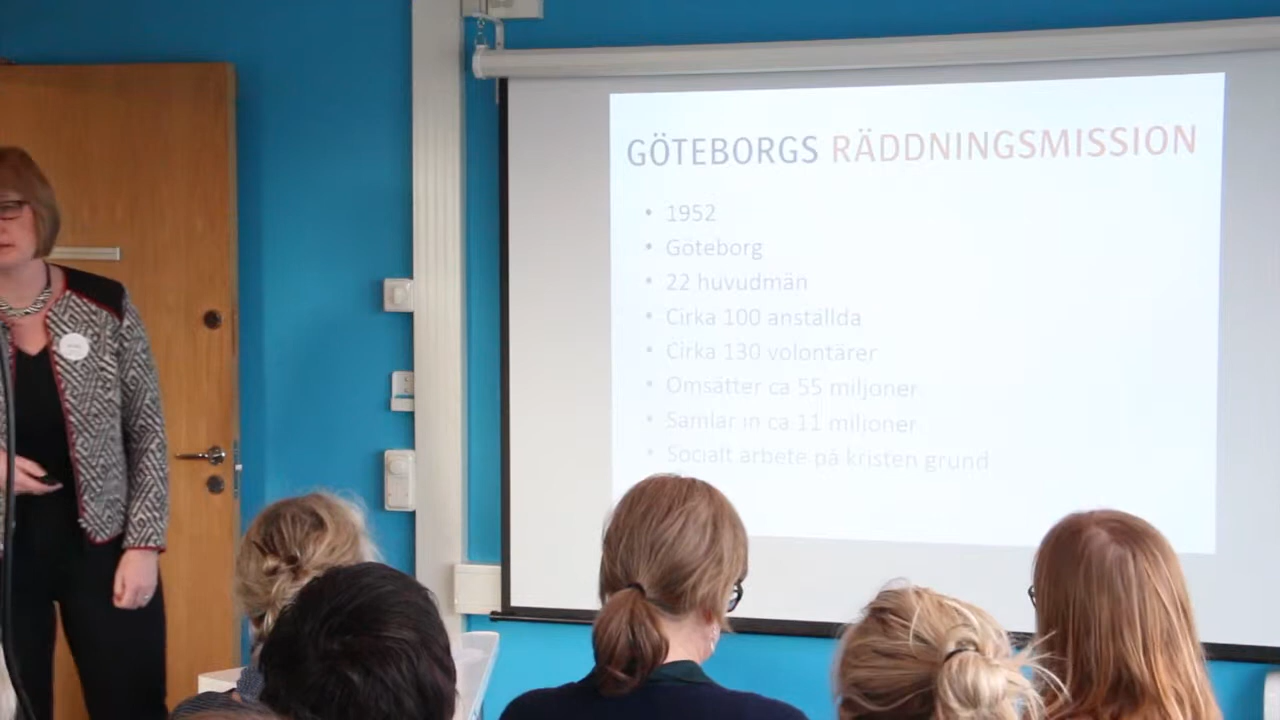 GÖTEBORGS RÄDDNINGSMISSION
• 1952
• Göteborg
• 22 huvudmän
• Cirka 100 anställda
• Cirka 130 volontärer
• Omsätter ca 55 miljoner
• Samlar in ca 11 miljoner
• Socialt arbete på kristen grund